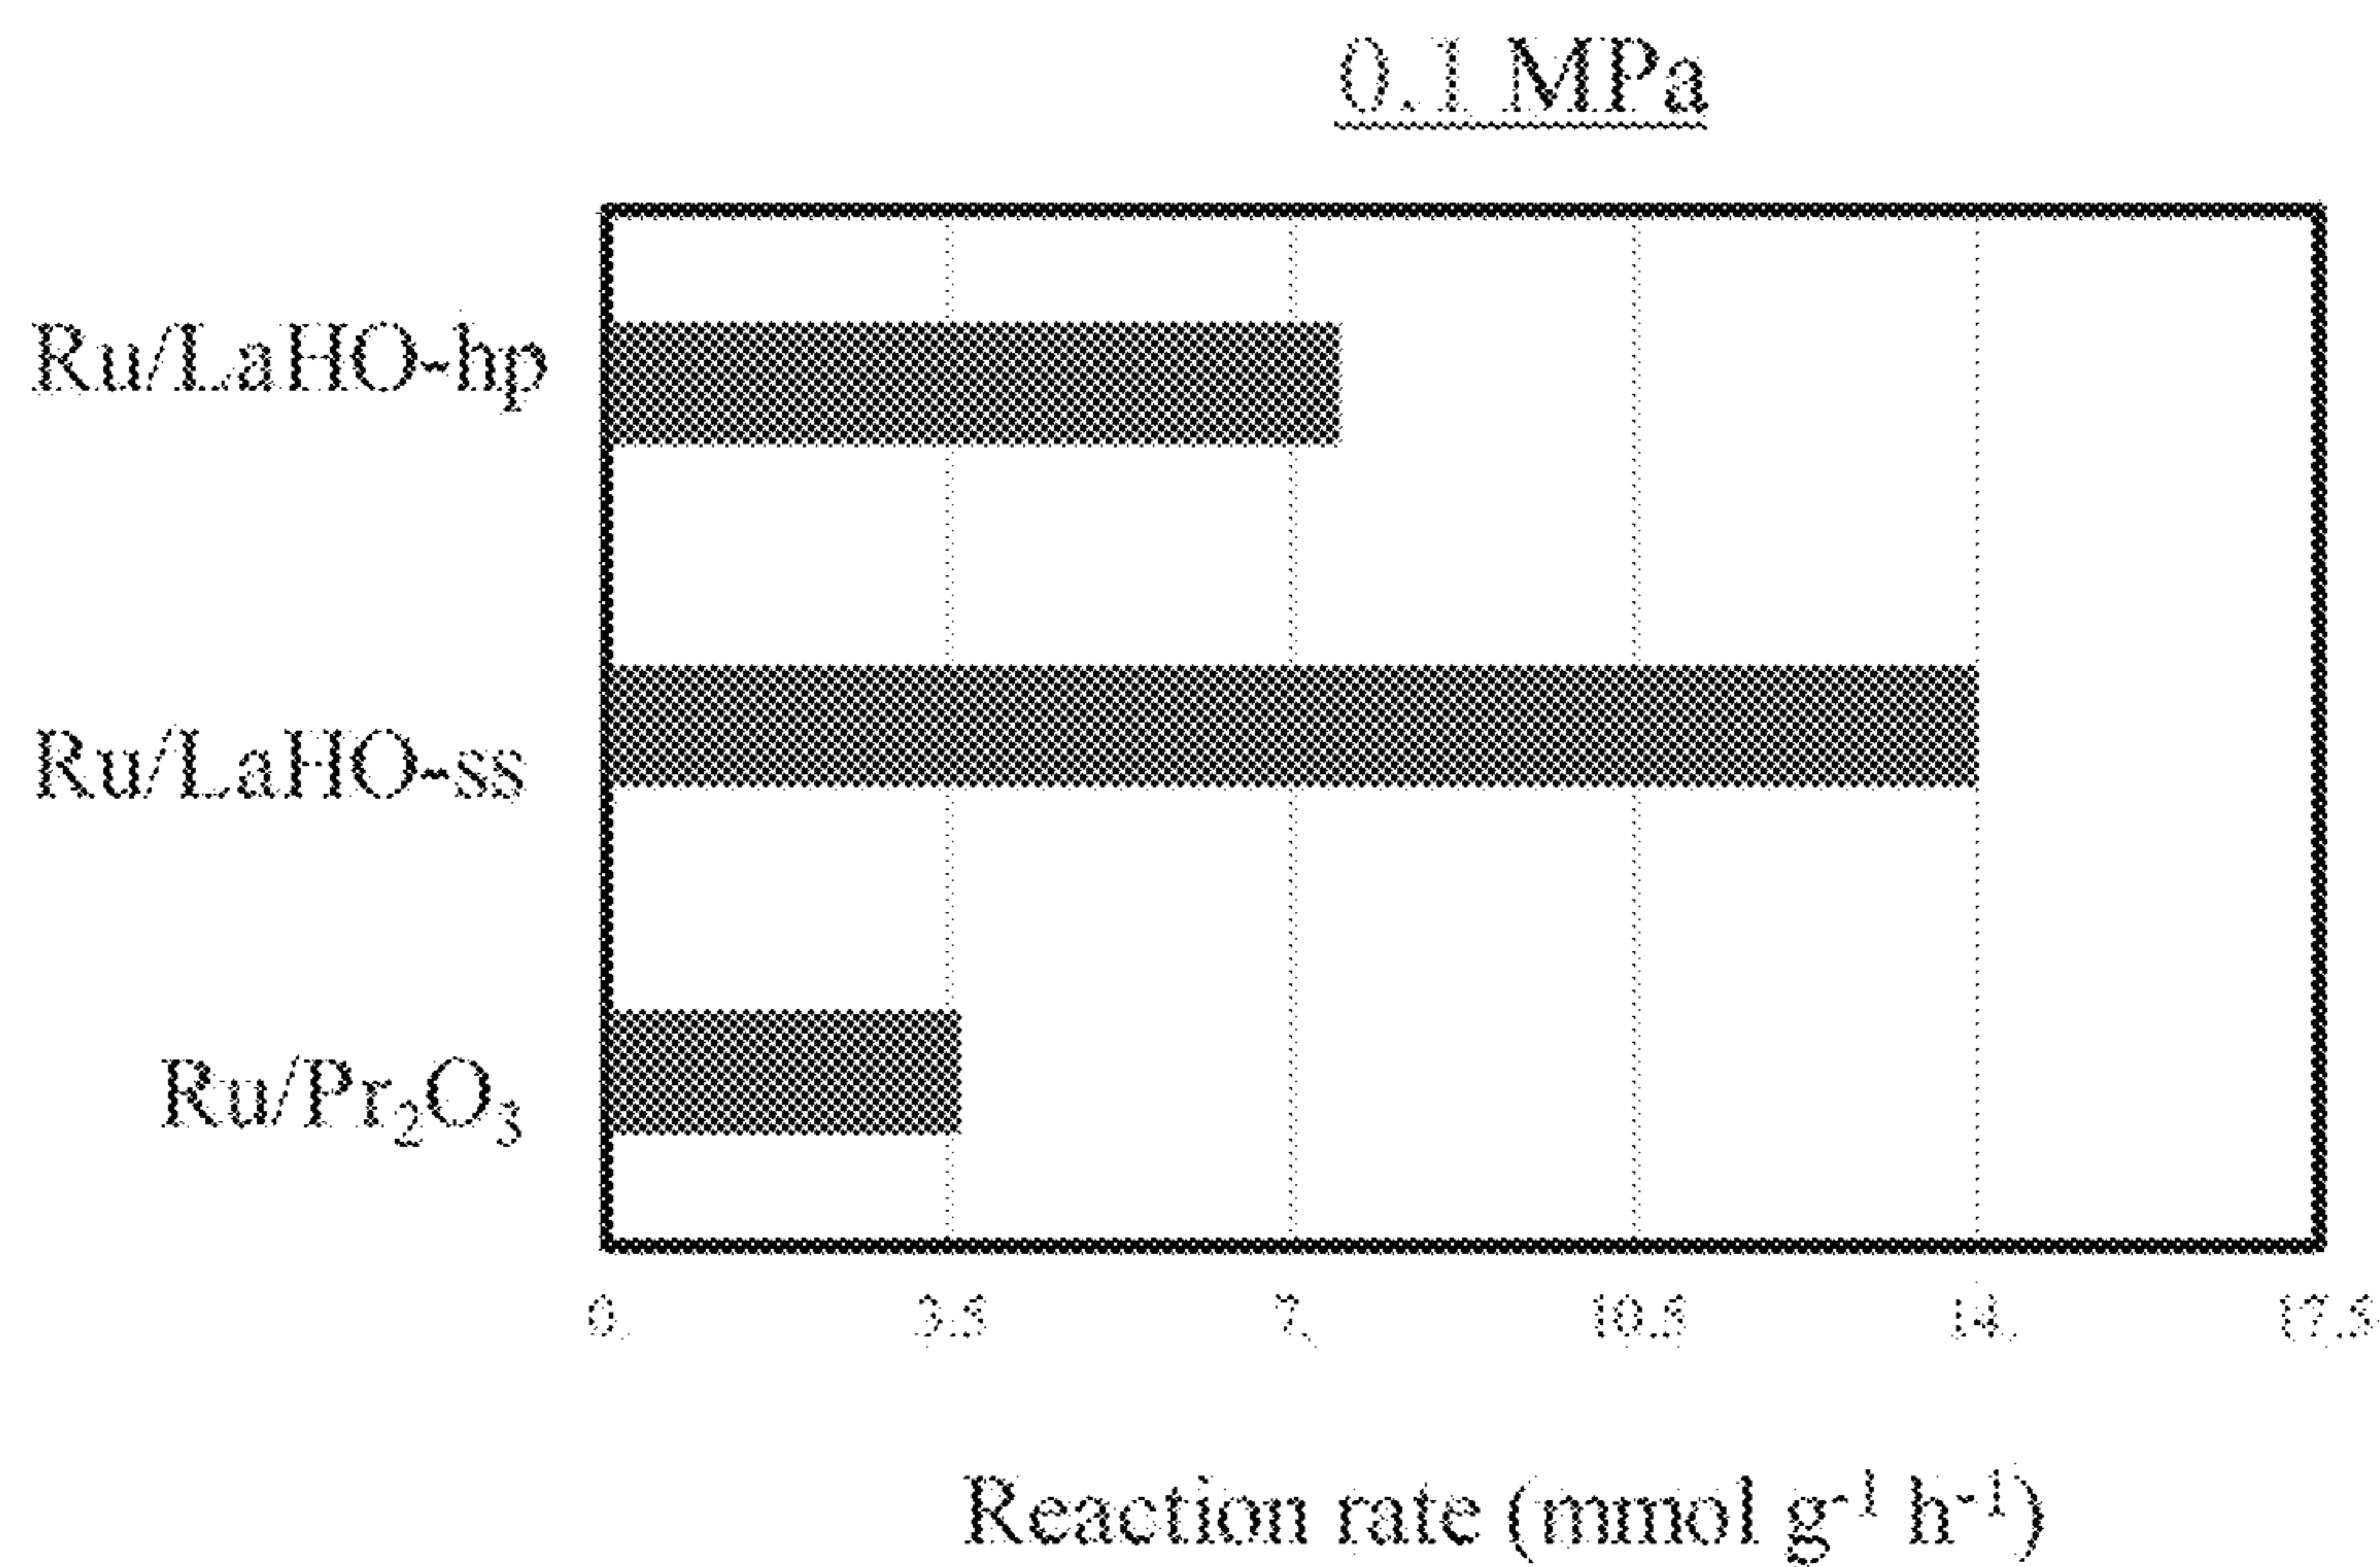 0.1 MPa
Ru/LaHO-hp
Ru/LaHO-ss
Ru/Pr₂O₃
0 3.5 7 10.5 14 17.5
Reaction rate (mmol g⁻¹ h⁻¹)